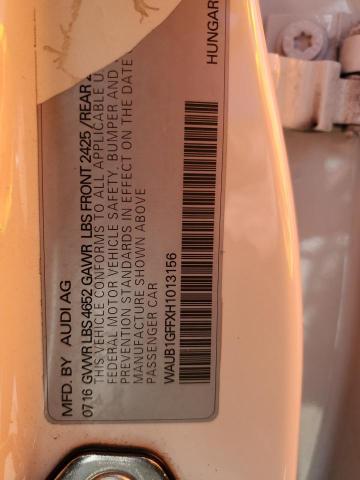 MFD. BY AUDI AG
HUNGAR
07 16 GVWR LBS 4652 GAWR LBS FRONT 2425 /REAR
THIS VEHICLE CONFORMS TO ALL APPLICABLE U.
FEDERAL MOTOR VEHICLE SAFETY, BUMPER AND
PREVENTION STANDARDS IN EFFECT ON THE DATE
MANUFACTURE SHOWN ABOVE
PASSENGER CAR
WAUB1GFFXH1013156